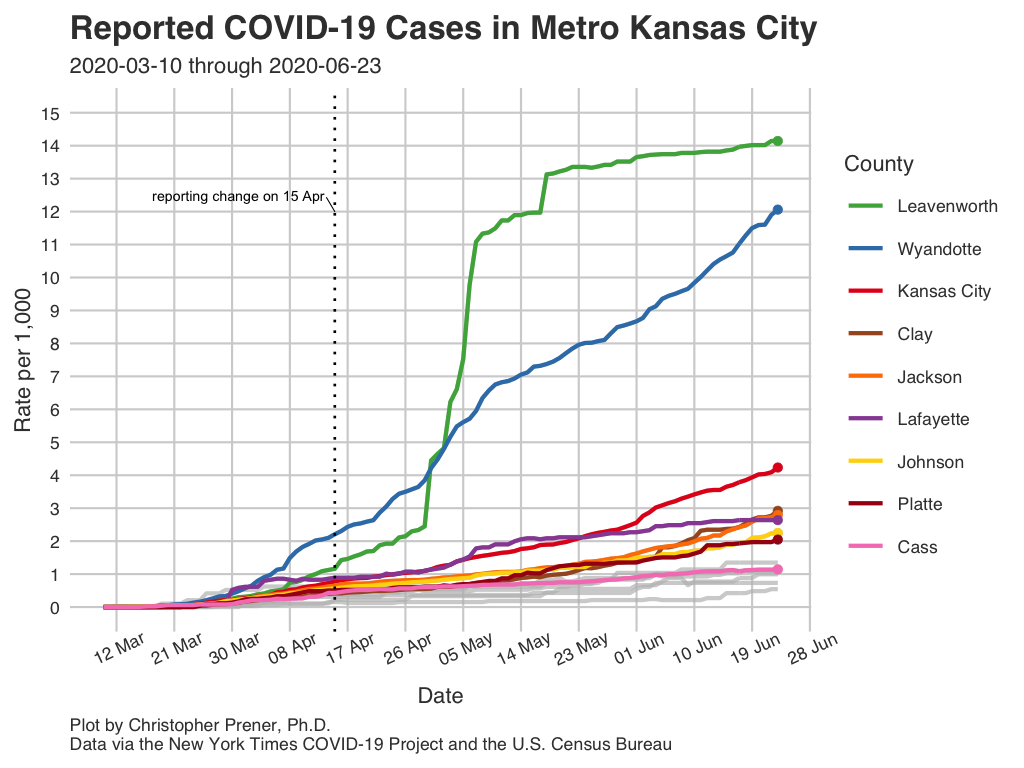 Reported COVID-19 Cases in Metro Kansas City
2020-03-10 through 2020-06-23
Rate per 1,000
15
14
13
12
11
10
9
8
7
6
5
4
3
2
1
0
reporting change on 15 Apr
12 Mar
21 Mar
30 Mar
08 Apr
17 Apr
26 Apr
05 May
14 May
23 May
01 Jun
10 Jun
19 Jun
28 Jun
Date
County
Leavenworth
Wyandotte
Kansas City
Clay
Jackson
Lafayette
Johnson
Platte
Cass
Plot by Christopher Prener, Ph.D.
Data via the New York Times COVID-19 Project and the U.S. Census Bureau